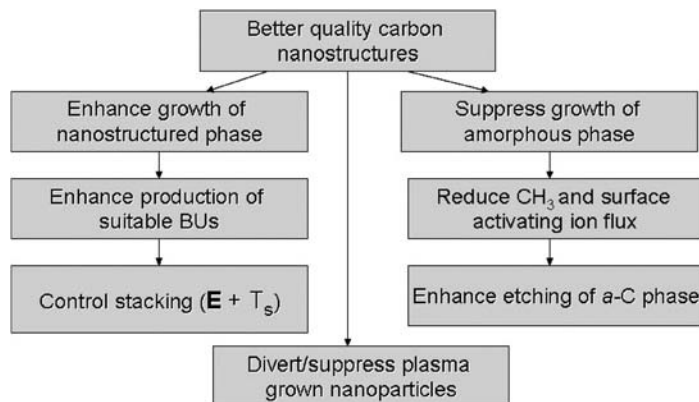 Better quality carbon
nanostructures
Enhance growth of
nanostructured phase
Suppress growth of
amorphous phase
Enhance production of
suitable BUs
Reduce CH₃ and surface
activating ion flux
Control stacking (E + Tₛ)
Enhance etching of a-C phase
Divert/suppress plasma
grown nanoparticles